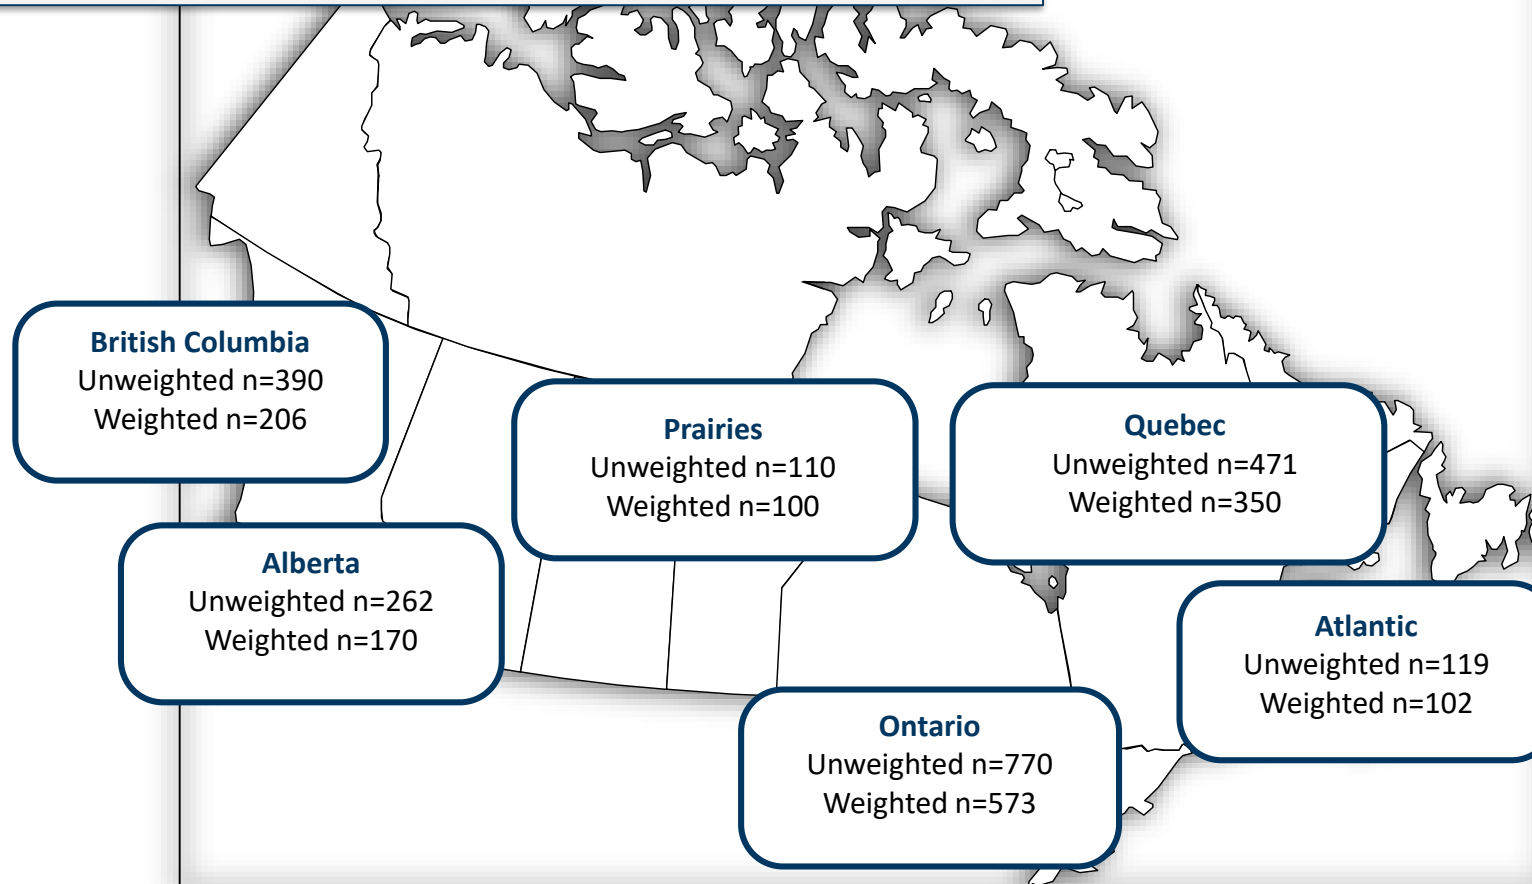 British Columbia
Unweighted n=390
Weighted n=206
Prairies
Unweighted n=110
Weighted n=100
Quebec
Unweighted n=471
Weighted n=350
Alberta
Unweighted n=262
Weighted n=170
Atlantic
Unweighted n=119
Weighted n=102
Ontario
Unweighted n=770
Weighted n=573